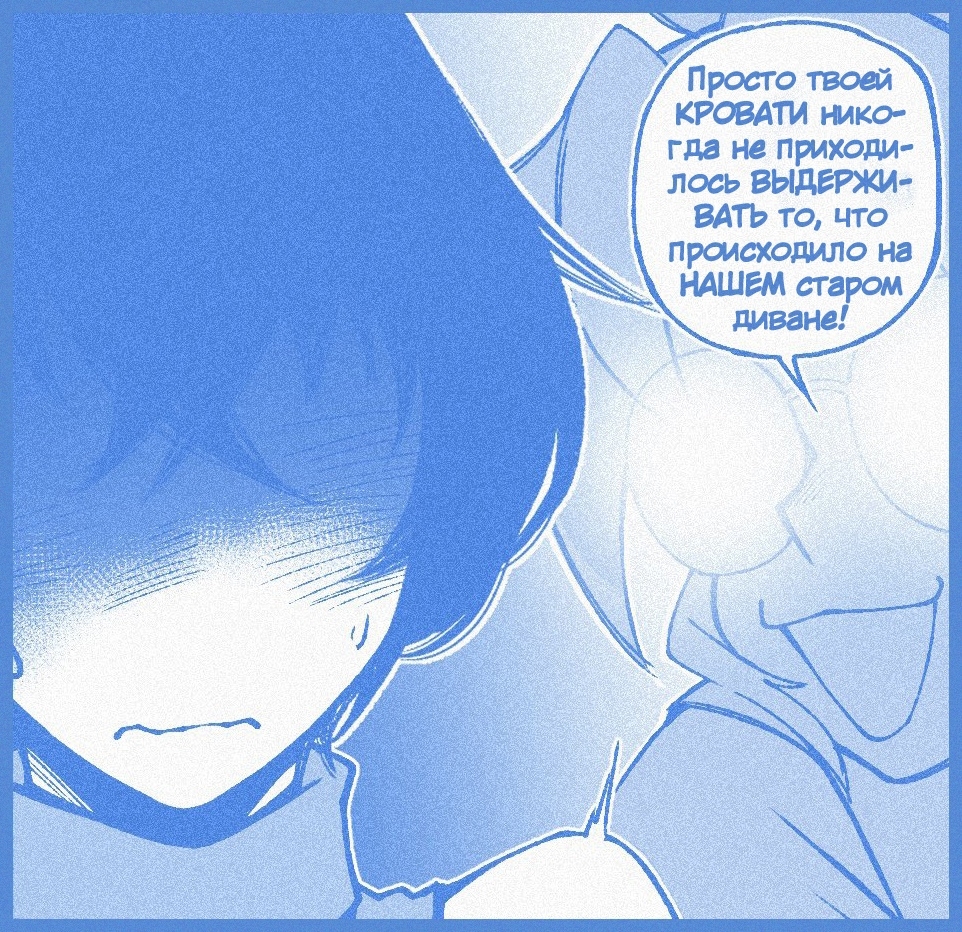 Просто твоей
КРОВАТИ нико-
гда не приходи-
лось ВЫДЕРЖИ-
ВАТЬ то, что
происходило на
НАШЕМ старом
диване!